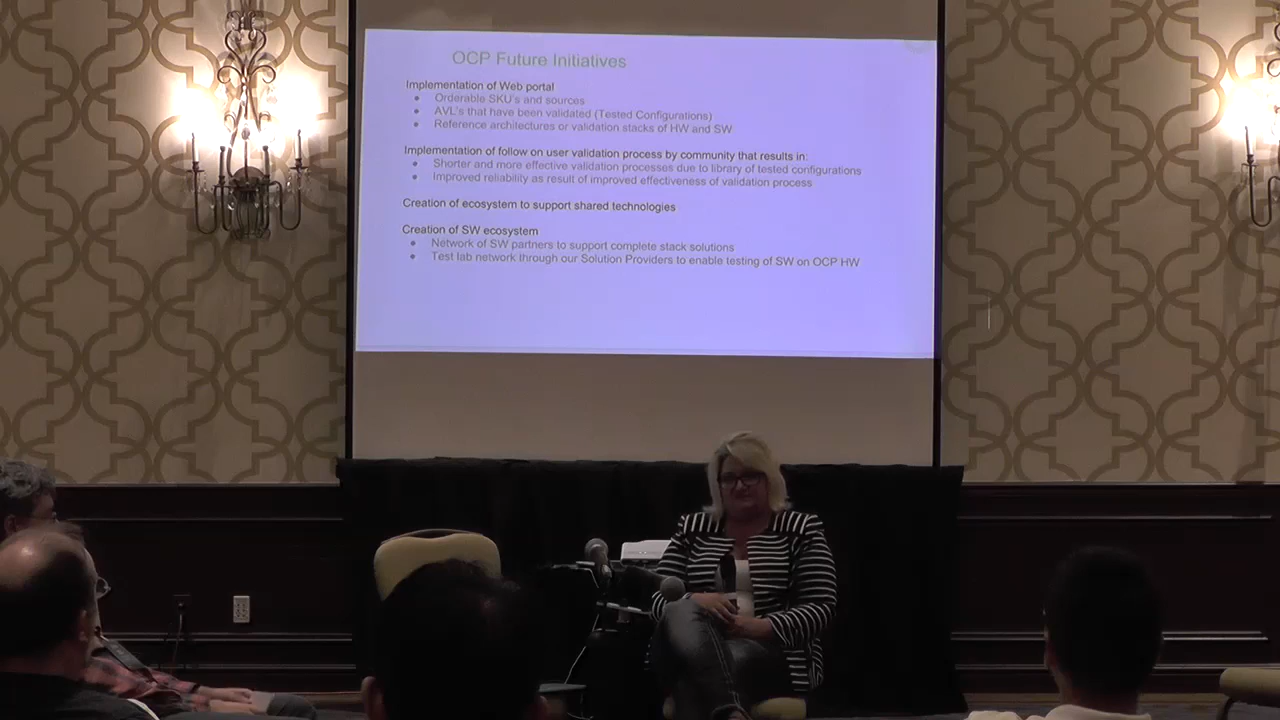 OCP Future Initiatives
Implementation of Web portal
● Orderable SKU's and sources
● AVL's that have been validated (Tested Configurations)
● Reference architectures or validation stacks of HW and SW
Implementation of follow on user validation process by community that results in:
● Shorter and more effective validation processes due to library of tested configurations
● Improved reliability as result of improved effectiveness of validation process
Creation of ecosystem to support shared technologies
Creation of SW ecosystem
● Network of SW partners to support complete stack solutions
● Test lab network through our Solution Providers to enable testing of SW on OCP HW